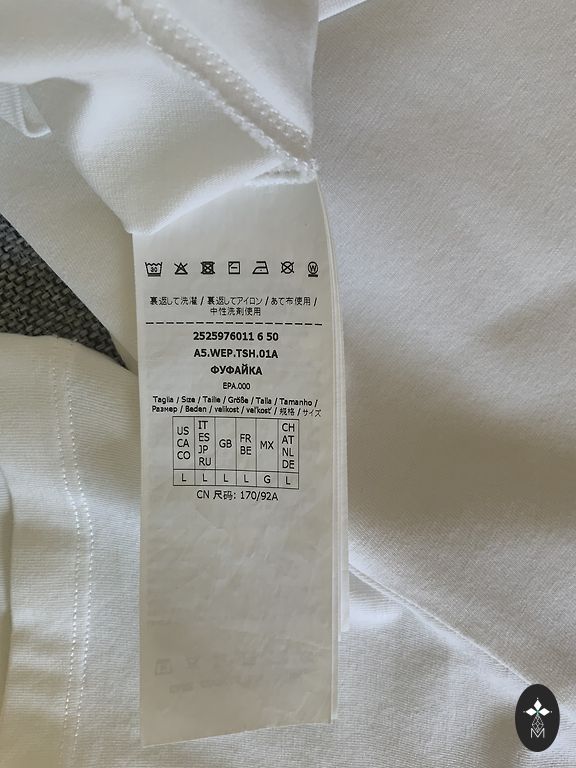 30
W
裏返して洗濯 / 裏返してアイロン / あて布使用 /
中性洗剤使用
2525976011 6 50
A5.WEP.TSH.01A
ФУФАЙКА
EPA.000
Taglia / Size / Taille / Größe / Talla / Tamanho /
Размер / Beden / velikost / veľkosť / 规格 / サイズ
US CA CO IT ES JP RU GB FR BE MX CH AT NL DE
L L L L G L
CN 尺码: 170/92A
M